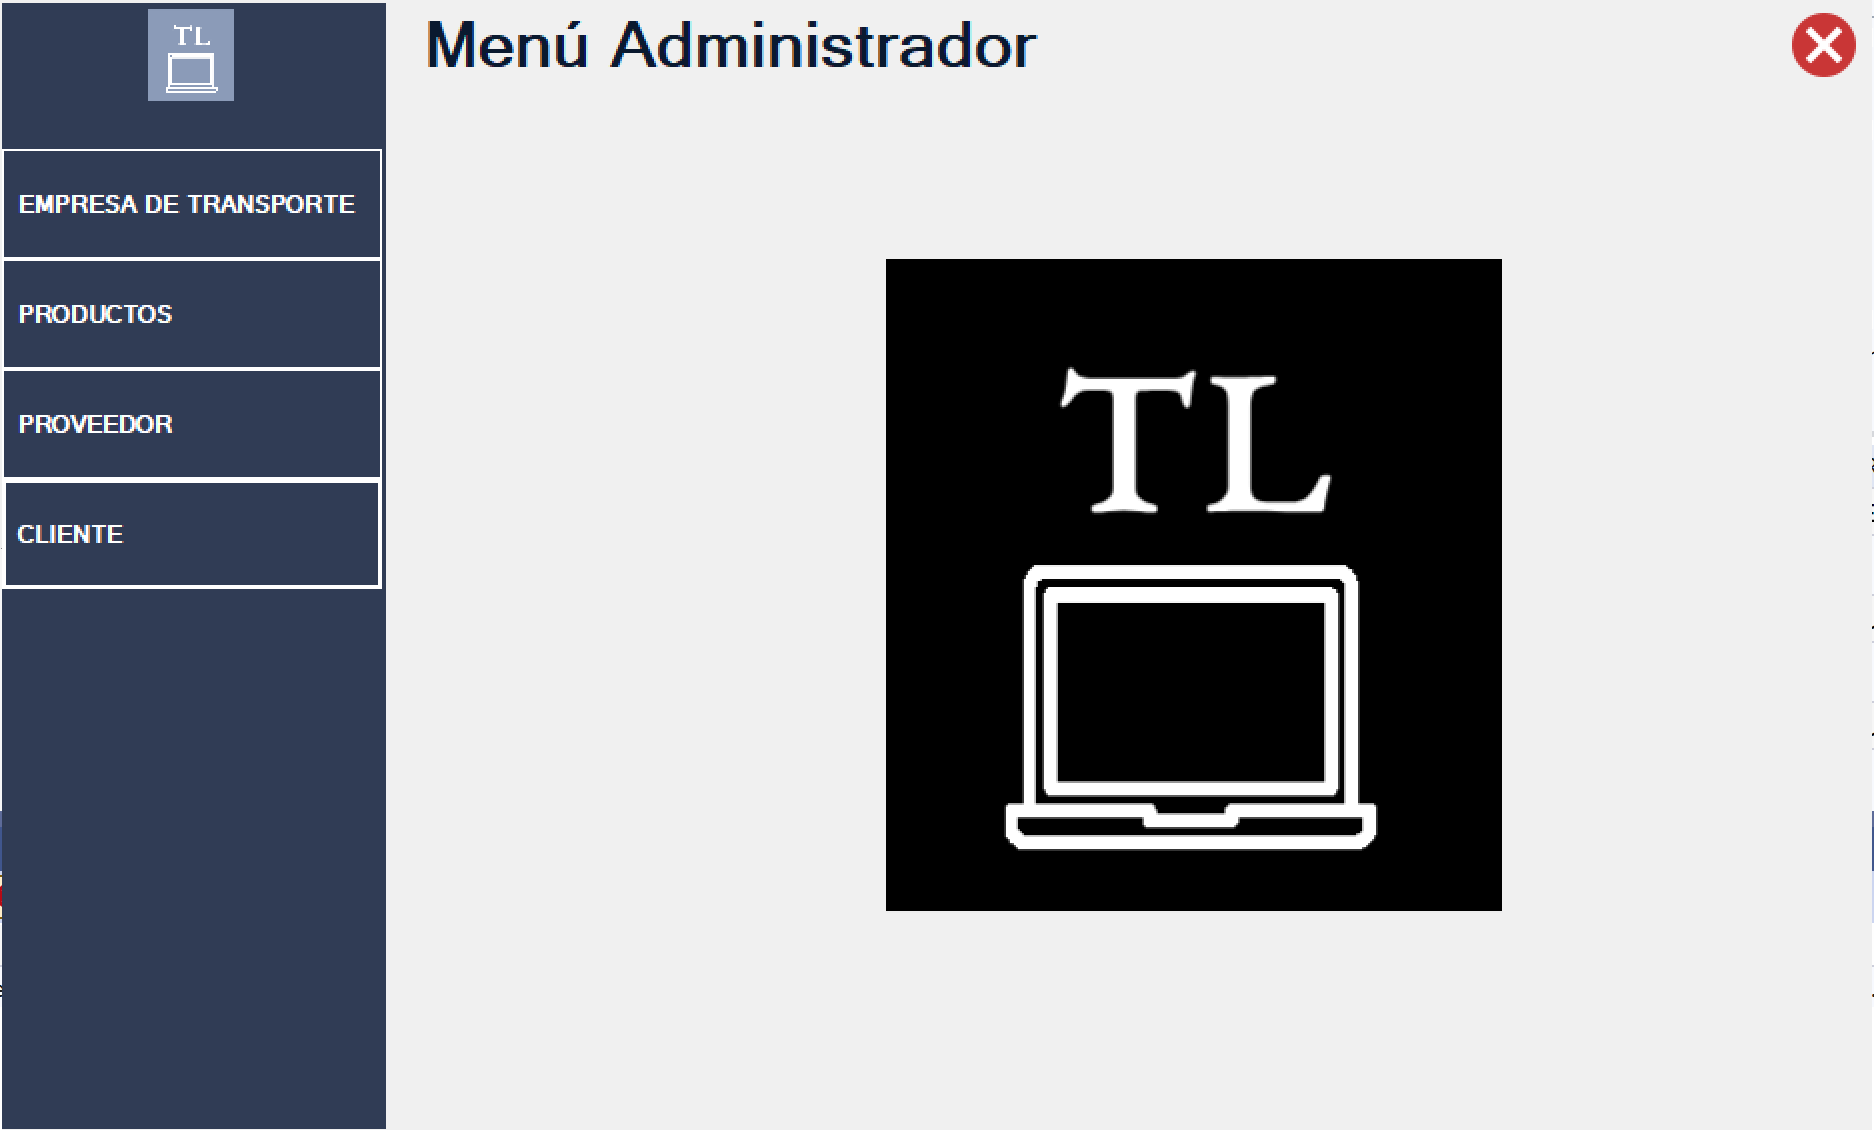 TL
Menú Administrador
EMPRESA DE TRANSPORTE
PRODUCTOS
PROVEEDOR
CLIENTE
TL